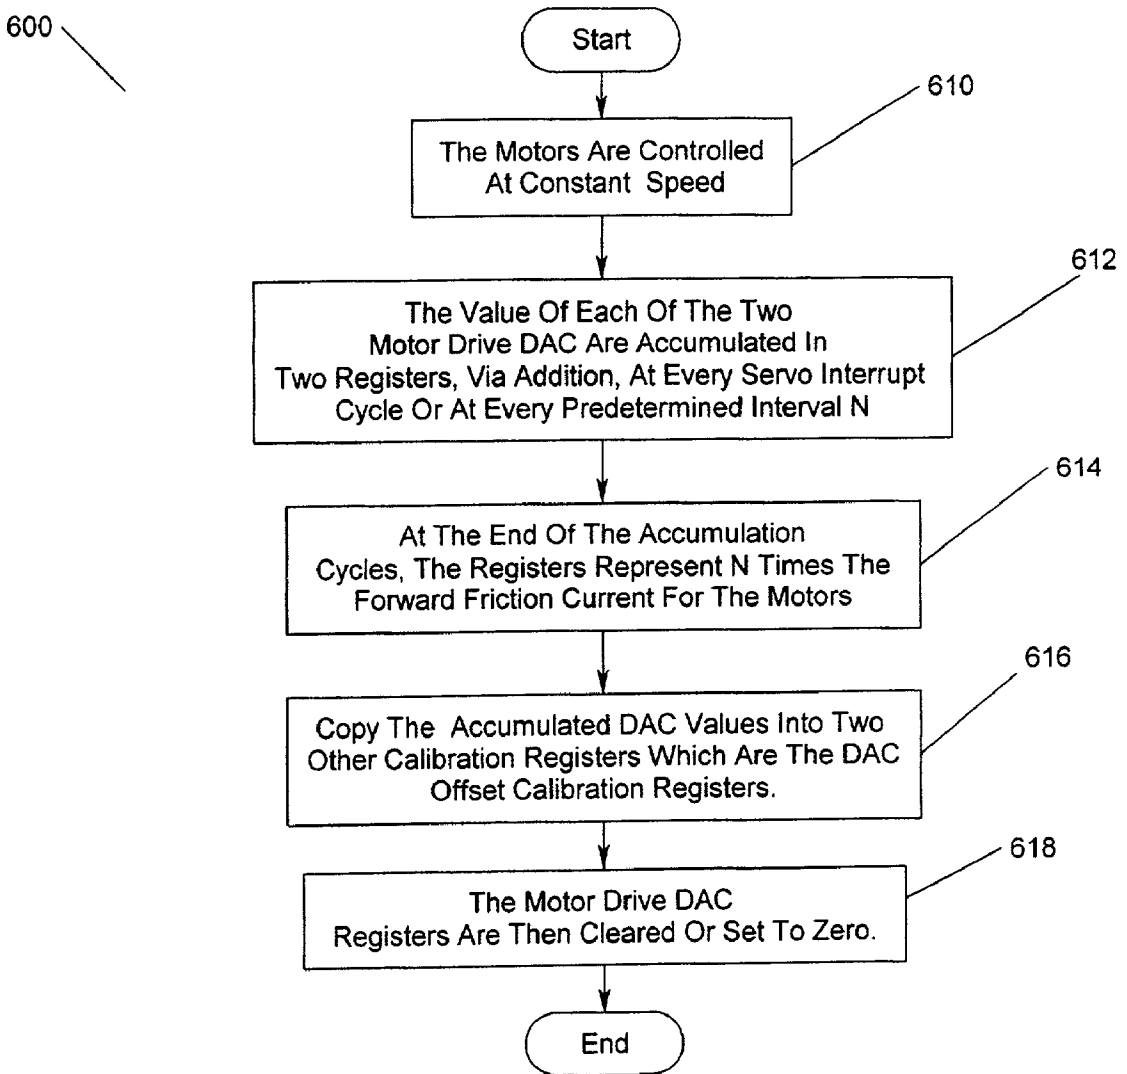 600
Start
610
The Motors Are Controlled
At Constant Speed
612
The Value Of Each Of The Two
Motor Drive DAC Are Accumulated In
Two Registers, Via Addition, At Every Servo Interrupt
Cycle Or At Every Predetermined Interval N
614
At The End Of The Accumulation
Cycles, The Registers Represent N Times The
Forward Friction Current For The Motors
616
Copy The Accumulated DAC Values Into Two
Other Calibration Registers Which Are The DAC
Offset Calibration Registers.
618
The Motor Drive DAC
Registers Are Then Cleared Or Set To Zero.
End